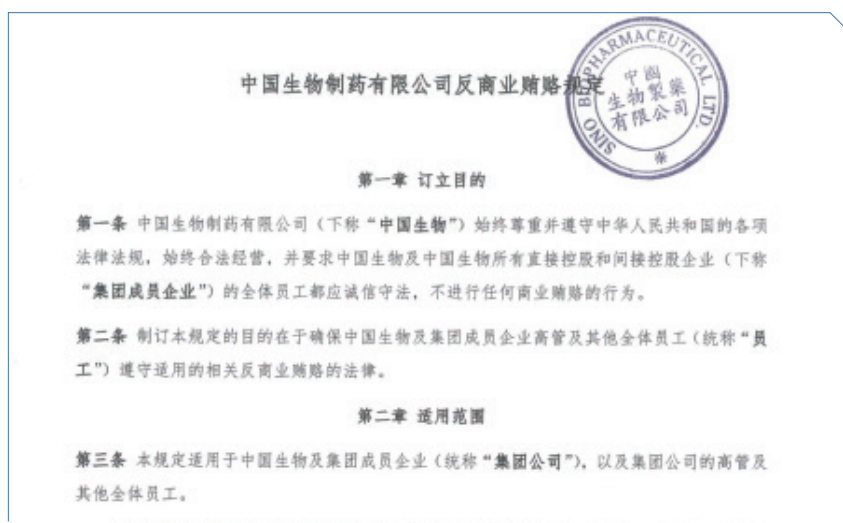 中国生物制药有限公司反商业贿赂规定
SINO BIOPHARMACEUTICAL LTD.
中國
生物製藥
有限公司
*
第一章 订立目的
第一条 中国生物制药有限公司（下称“中国生物”）始终尊重并遵守中华人民共和国的各项
法律法规，始终合法经营，并要求中国生物及中国生物所有直接控股和间接控股企业（下称
“集团成员企业”）的全体员工都应诚信守法，不进行任何商业贿赂的行为。
第二条 制订本规定的目的在于确保中国生物及集团成员企业高管及其他全体员工（统称“员
工”）遵守适用的相关反商业贿赂的法律。
第二章 适用范围
第三条 本规定适用于中国生物及集团成员企业（统称“集团公司”），以及集团公司的高管及
其他全体员工。